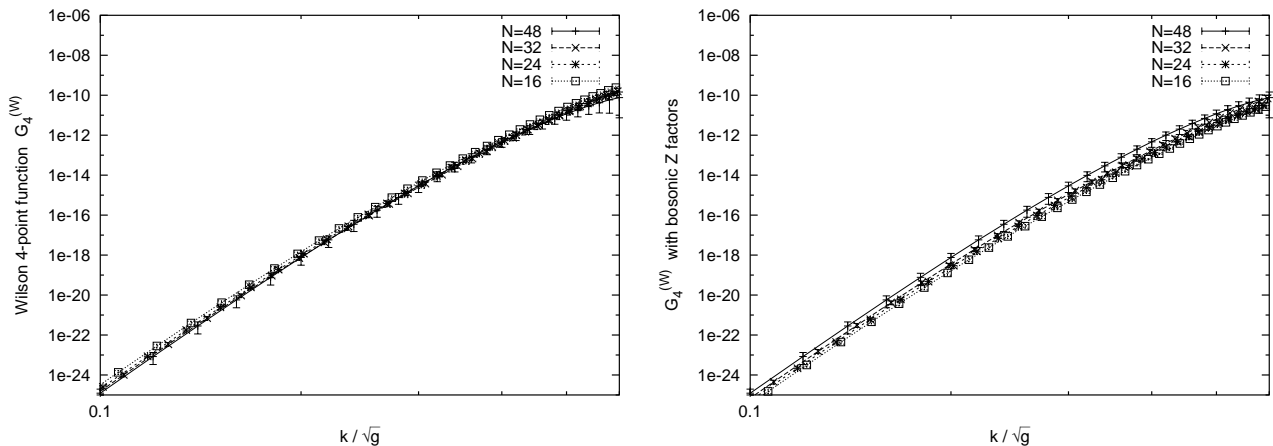 Wilson 4-point function G₄⁽ᵂ⁾
1e-06
1e-08
1e-10
1e-12
1e-14
1e-16
1e-18
1e-20
1e-22
1e-24
0.1
k / √g
N=48
N=32
N=24
N=16
G₄⁽ᵂ⁾ with bosonic Z factors
1e-06
1e-08
1e-10
1e-12
1e-14
1e-16
1e-18
1e-20
1e-22
1e-24
0.1
k / √g
N=48
N=32
N=24
N=16